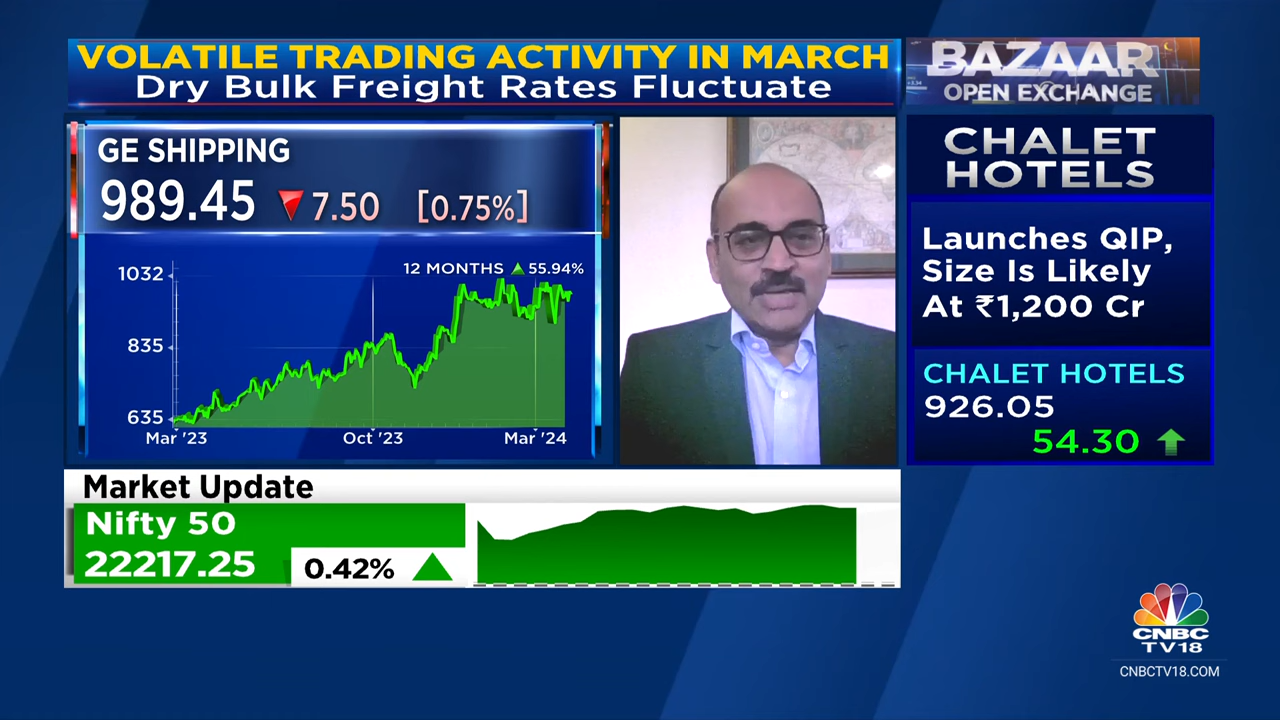 VOLATILE TRADING ACTIVITY IN MARCH
Dry Bulk Freight Rates Fluctuate
BAZAAR
OPEN EXCHANGE
GE SHIPPING
989.45 ▼ 7.50 [0.75%]
12 MONTHS ▲ 55.94%
1032
835
635
Mar '23 Oct '23 Mar '24
CHALET
HOTELS
Launches QIP,
Size Is Likely
At ₹1,200 Cr
CHALET HOTELS
926.05
54.30
Market Update
Nifty 50
22217.25 0.42%
CNBC
TV18
CNBCTV18.COM